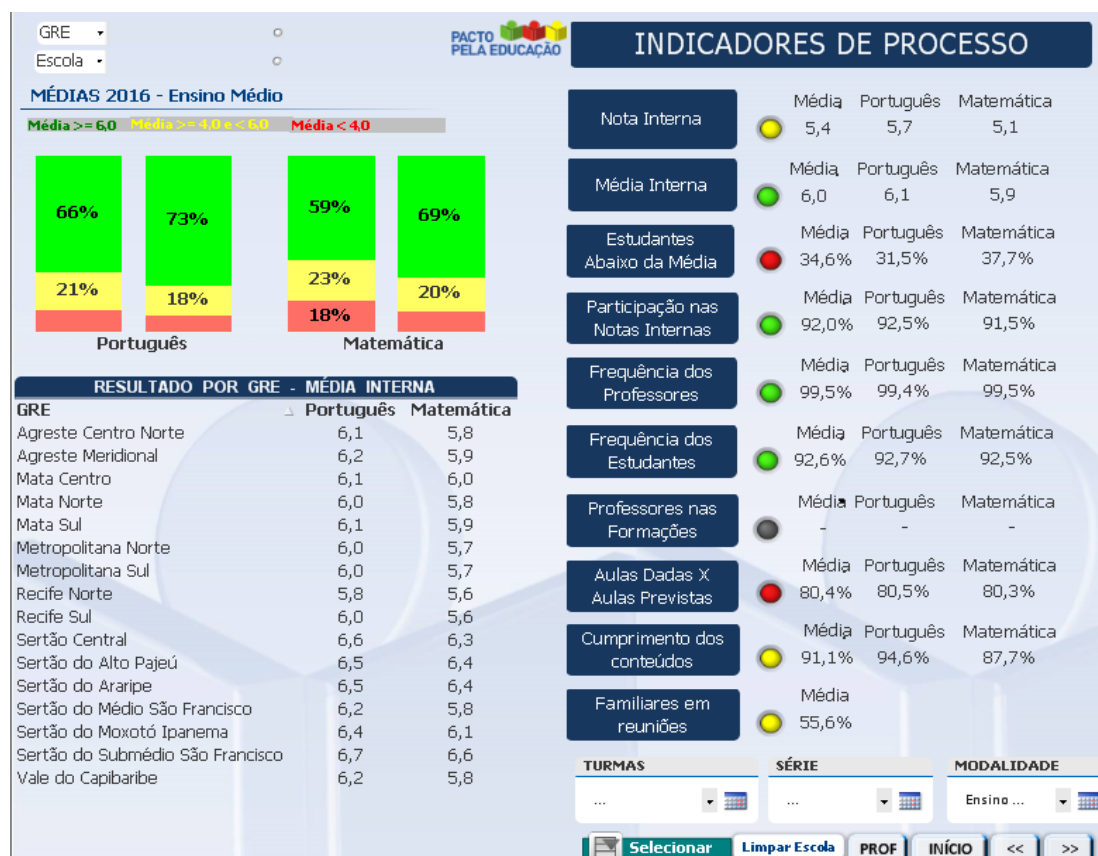 GRE
Escola
PACTO
PELA EDUCAÇÃO
MÉDIAS 2016 - Ensino Médio
Média >= 6,0 Média >= 4,0 e < 6,0 Média < 4,0
66% 73% 59% 69%
21% 18% 23% 20%
18%
Português Matemática
RESULTADO POR GRE - MÉDIA INTERNA
GRE Português Matemática
Agreste Centro Norte 6,1 5,8
Agreste Meridional 6,2 5,9
Mata Centro 6,1 6,0
Mata Norte 6,0 5,8
Mata Sul 6,1 5,9
Metropolitana Norte 6,0 5,7
Metropolitana Sul 6,0 5,7
Recife Norte 5,8 5,6
Recife Sul 6,0 5,6
Sertão Central 6,6 6,3
Sertão do Alto Pajeú 6,5 6,4
Sertão do Araripe 6,5 6,4
Sertão do Médio São Francisco 6,2 5,8
Sertão do Moxotó Ipanema 6,4 6,1
Sertão do Submédio São Francisco 6,7 6,6
Vale do Capibaribe 6,2 5,8
INDICADORES DE PROCESSO
Nota Interna
Média Português Matemática
5,4 5,7 5,1
Média Interna
Média Português Matemática
6,0 6,1 5,9
Estudantes
Abaixo da Média
Média Português Matemática
34,6% 31,5% 37,7%
Participação nas
Notas Internas
Média Português Matemática
92,0% 92,5% 91,5%
Frequência dos
Professores
Média Português Matemática
99,5% 99,4% 99,5%
Frequência dos
Estudantes
Média Português Matemática
92,6% 92,7% 92,5%
Professores nas
Formações
Média Português Matemática
- - -
Aulas Dadas X
Aulas Previstas
Média Português Matemática
80,4% 80,5% 80,3%
Cumprimento dos
conteúdos
Média Português Matemática
91,1% 94,6% 87,7%
Familiares em
reuniões
Média
55,6%
TURMAS SÉRIE MODALIDADE
... ... Ensino ...
Selecionar Limpar Escola PROF INÍCIO << >>